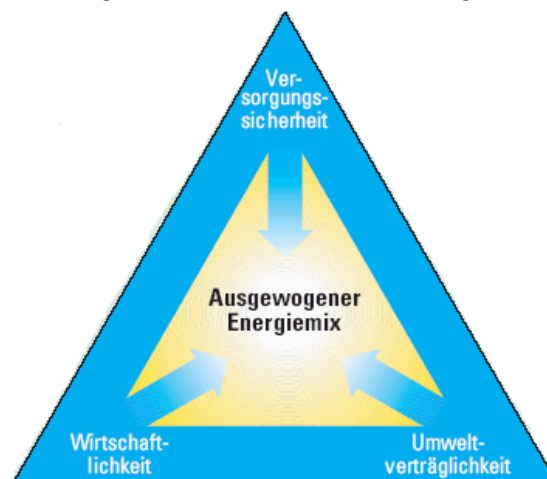 Ver-
sorgungs-
sicherheit
Ausgewogener
Energiemix
Wirtschaft-
lichkeit
Umwelt-
verträglichkeit